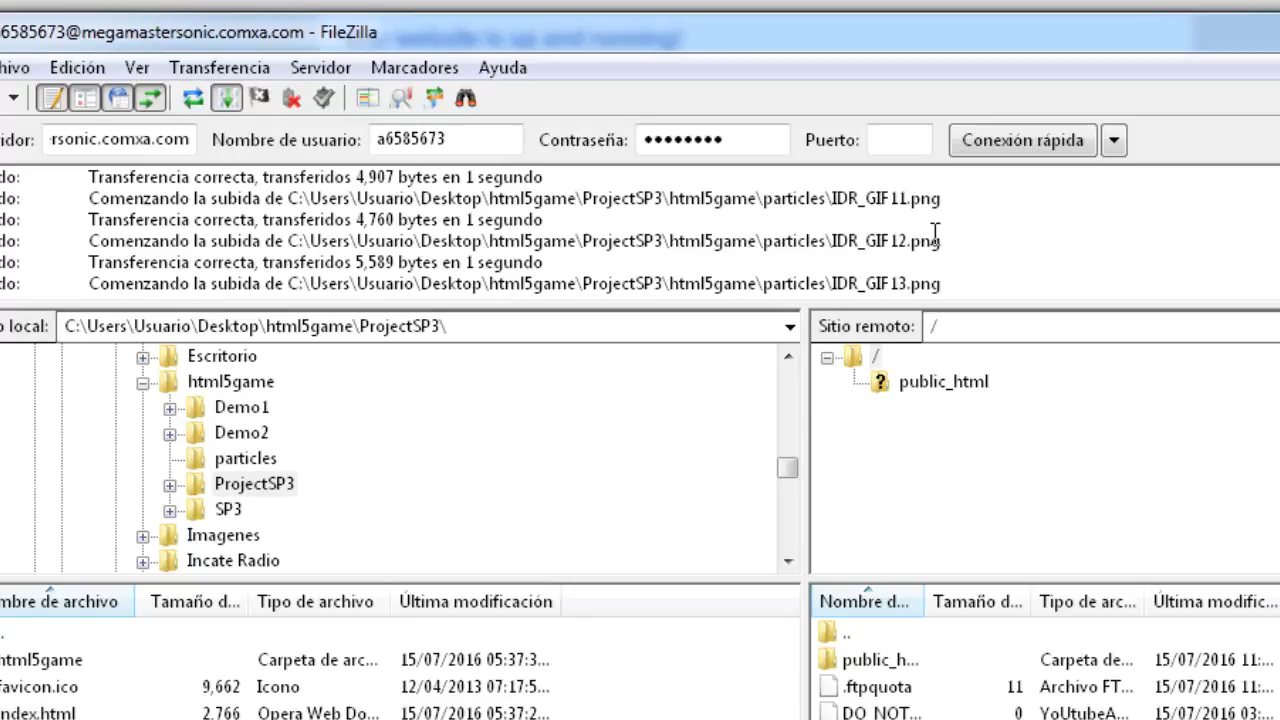 6585673@megamastersonic.comxa.com - FileZilla
hivo Edición Ver Transferencia Servidor Marcadores Ayuda
idor: rsonic.comxa.com Nombre de usuario: a6585673 Contraseña: ●●●●●●●● Puerto: Conexión rápida
do: Transferencia correcta, transferidos 4,907 bytes en 1 segundo
do: Comenzando la subida de C:\Users\Usuario\Desktop\html5game\ProjectSP3\html5game\particles\IDR_GIF11.png
do: Transferencia correcta, transferidos 4,760 bytes en 1 segundo
do: Comenzando la subida de C:\Users\Usuario\Desktop\html5game\ProjectSP3\html5game\particles\IDR_GIF12.png
do: Transferencia correcta, transferidos 5,589 bytes en 1 segundo
do: Comenzando la subida de C:\Users\Usuario\Desktop\html5game\ProjectSP3\html5game\particles\IDR_GIF13.png
o local: C:\Users\Usuario\Desktop\html5game\ProjectSP3\
Escritorio
html5game
Demo1
Demo2
particles
ProjectSP3
SP3
Imagenes
Incate Radio
Sitio remoto: /
/
public_html
mbre de archivo Tamaño d... Tipo de archivo Última modificación
..
html5game Carpeta de arc... 15/07/2016 05:37:3...
favicon.ico 9,662 Icono 12/04/2013 07:17:5...
ndex.html 2.766 Opera Web Do... 15/07/2016 05:37:2...
Nombre d... Tamaño d... Tipo de arc... Última modific...
..
public_h... Carpeta de... 15/07/2016 11:...
.ftpquota 11 Archivo FT... 15/07/2016 11:...
DO_NOT... 0 YoUtubeA... 15/07/2016 03:...